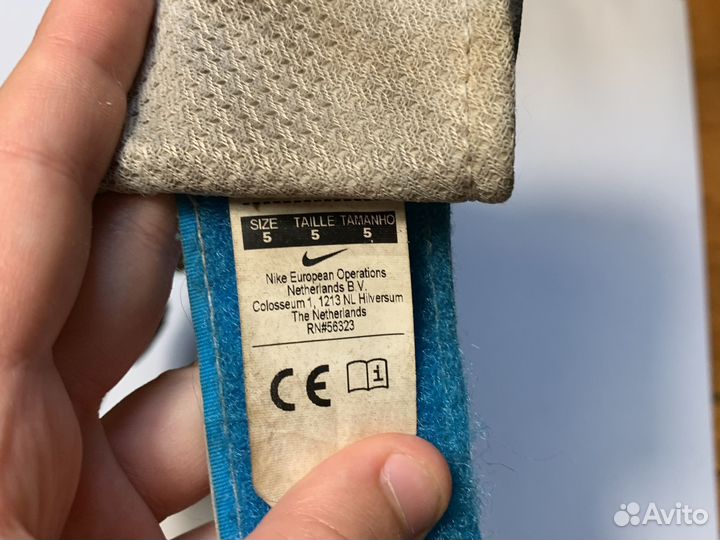 SIZE TAILLE TAMANHO
5 5 5
Nike European Operations
Netherlands B.V.
Colosseum 1, 1213 NL Hilversum
The Netherlands
RN#56323
CE
i
Avito